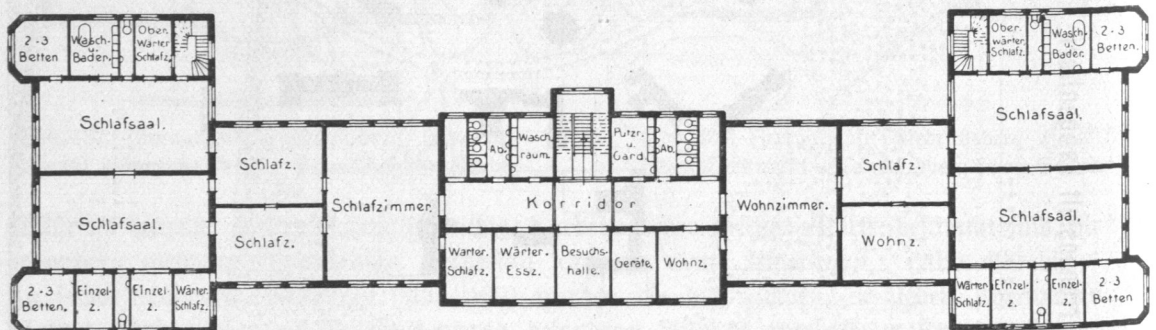 2-3
Betten
Wasch-
u.
Baden.
Ober.
Wärter
Schlafz.
Schlafsaal.
Schlafsaal.
2-3
Betten.
Einzel-
z.
Einzel-
z.
Wärter
Schlafz.
Schlafz.
Schlafz.
Schlafzimmer.
Ab.
Wasch
raum.
Putzr.
u.
Gard.
Ab.
Korridor
Wärter.
Schlafz.
Wärter-
Essz.
Besuchs-
halle.
Geräte.
Wohnz.
Wohnzimmer.
Schlafz.
Wohnz.
Ober.
wärter
Schlafz.
Wasch-
u.
Bader.
2-3
Betten.
Schlafsaal.
Schlafsaal.
Wärter
Schlafz.
Einzel-
z.
Einzel-
z.
2-3
Betten